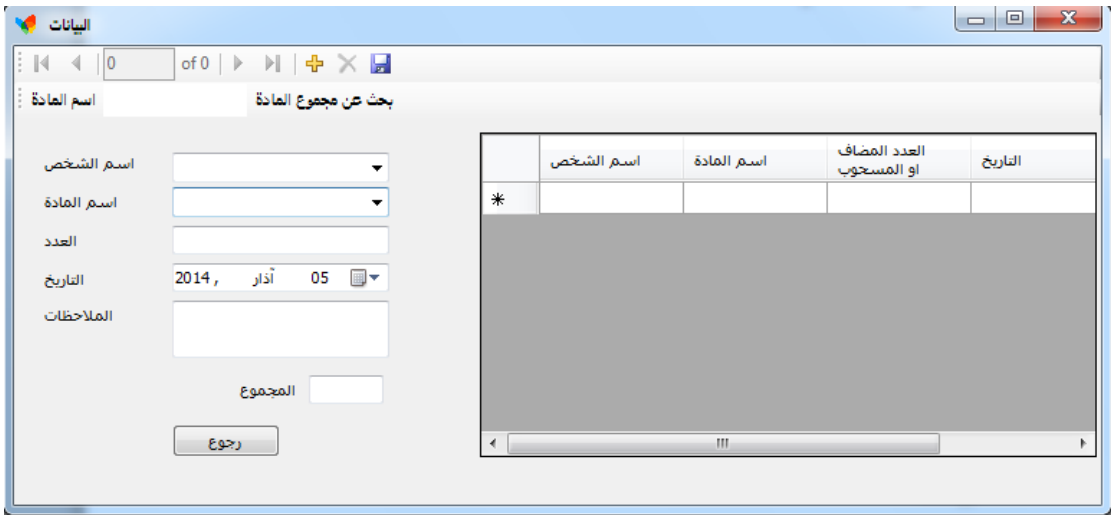 البيانات
0 of 0
اسم المادة
بحث عن مجموع المادة
اسم الشخص
اسم المادة
العدد
التاريخ
05 آذار , 2014
الملاحظات
المجموع
رجوع
اسم الشخص
اسم المادة
العدد المضاف
او المسحوب
التاريخ